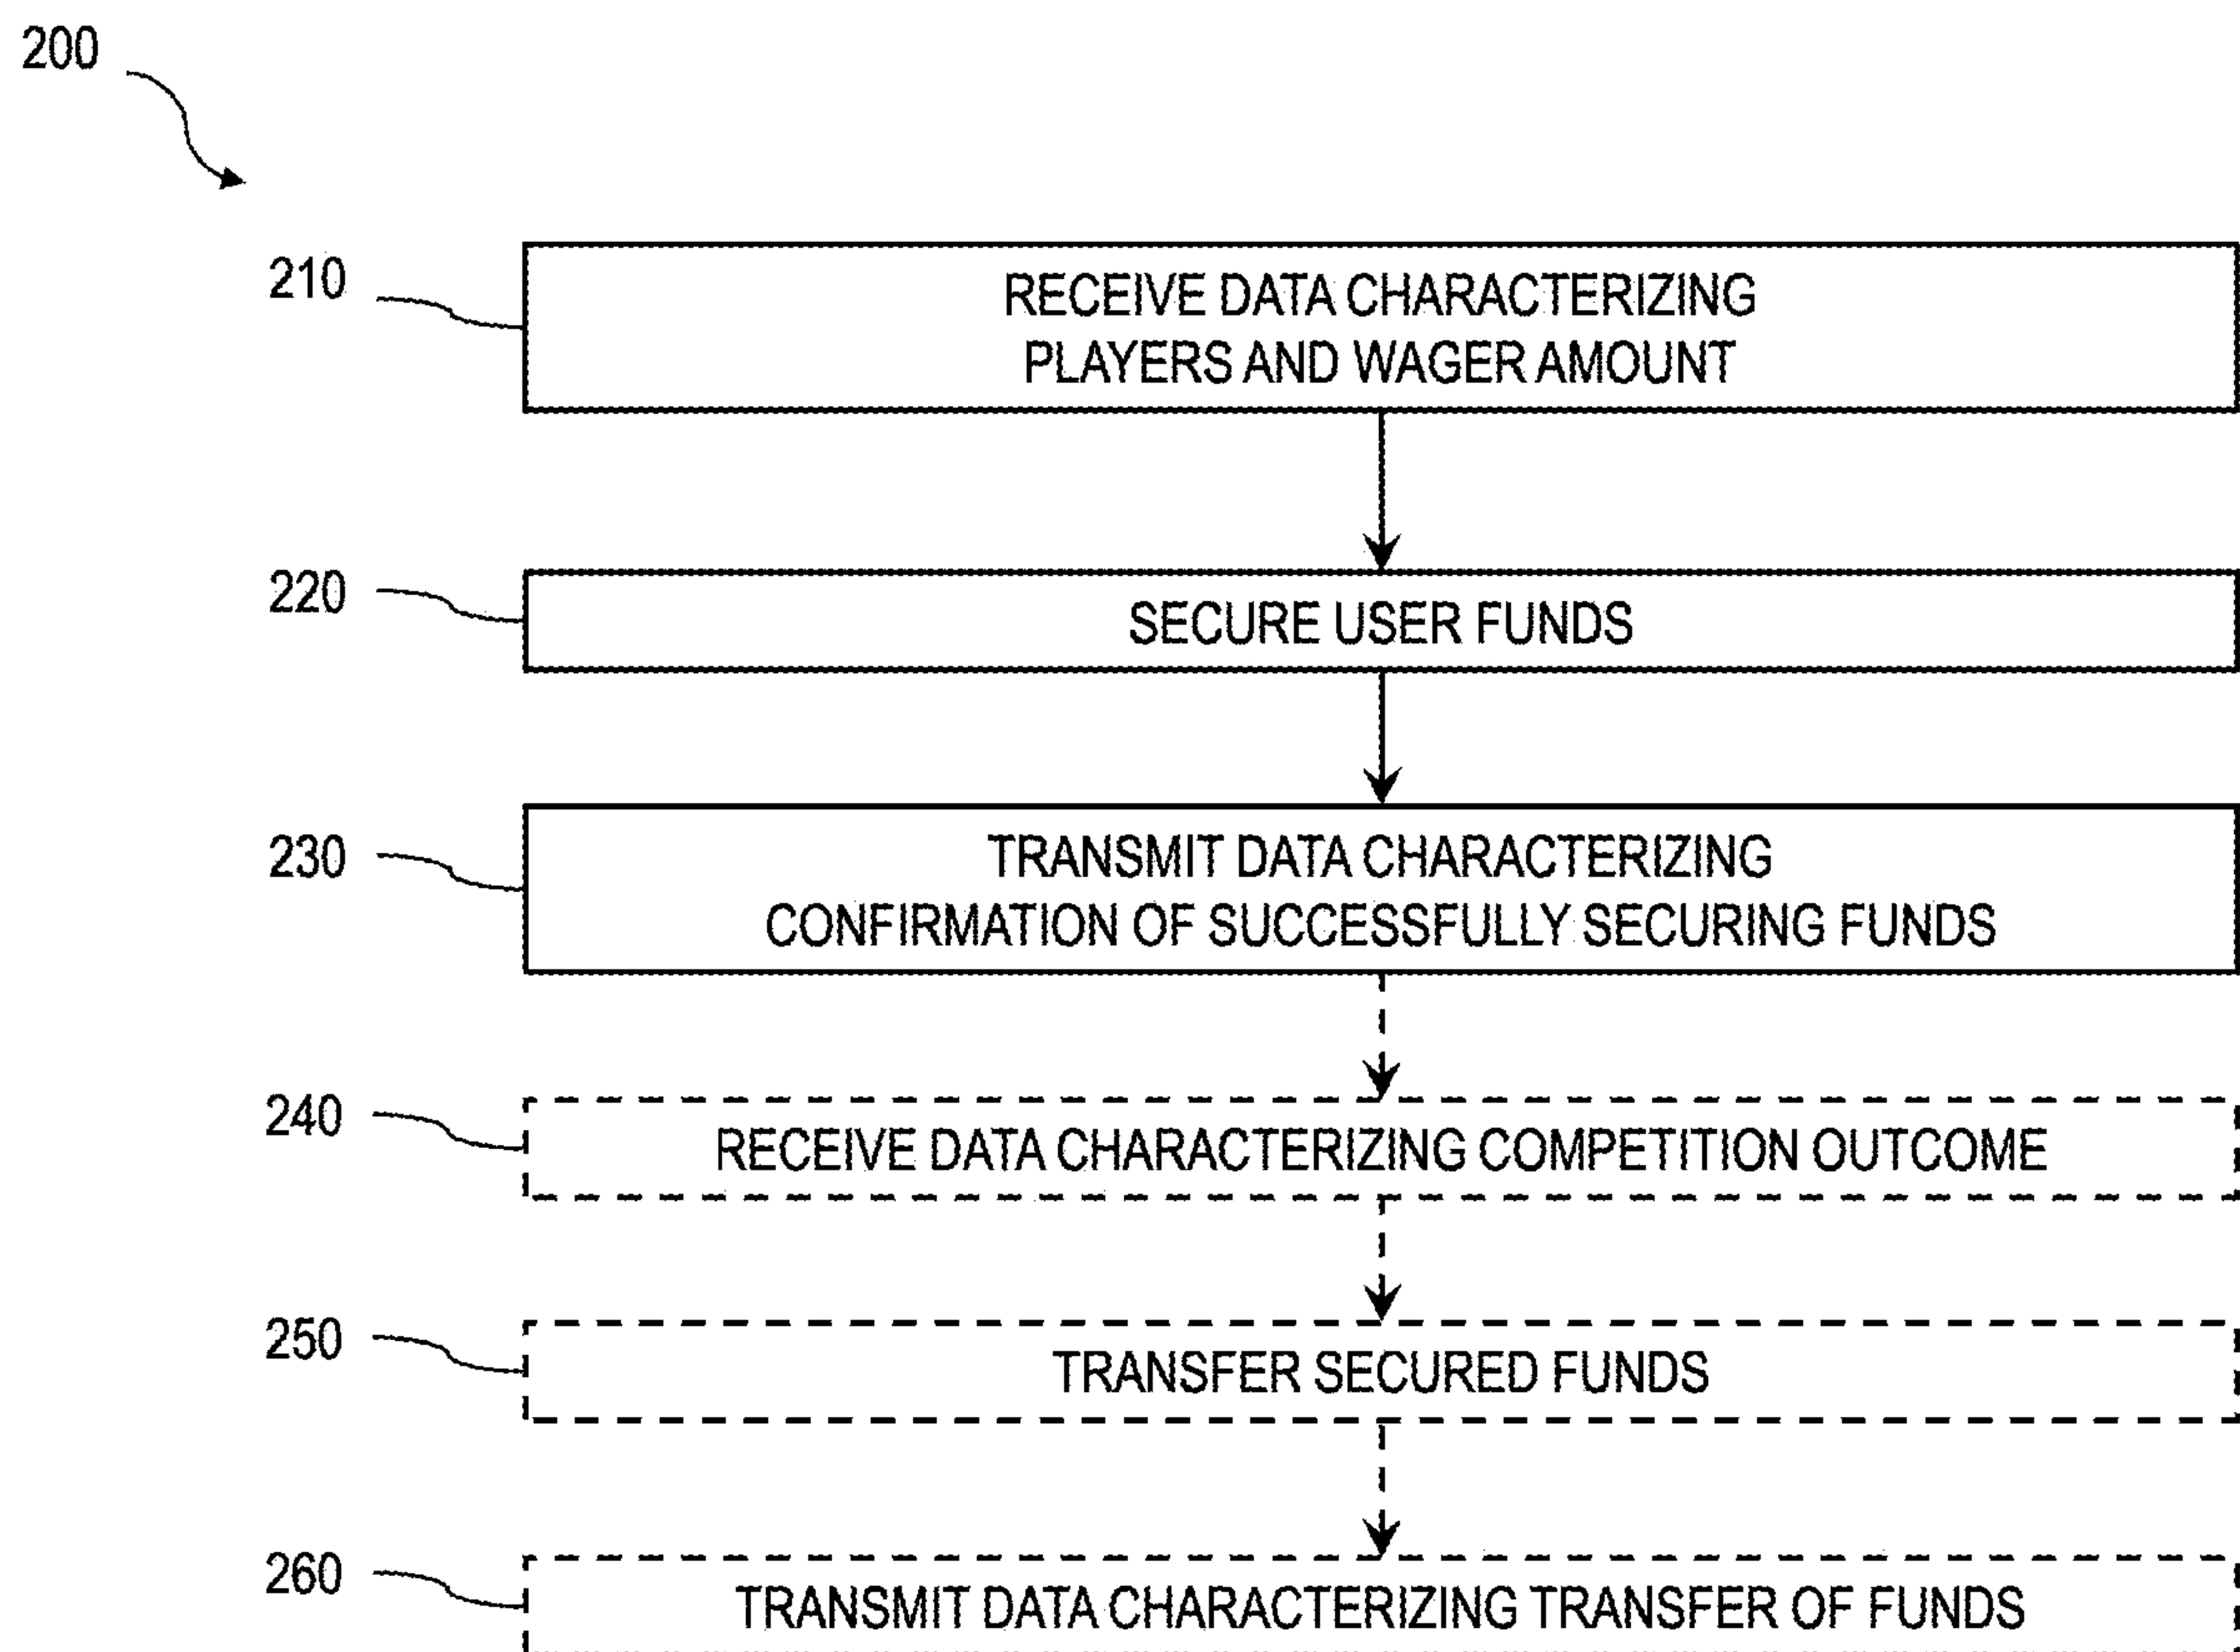 200
210
RECEIVE DATA CHARACTERIZING
PLAYERS AND WAGER AMOUNT
220
SECURE USER FUNDS
230
TRANSMIT DATA CHARACTERIZING
CONFIRMATION OF SUCCESSFULLY SECURING FUNDS
240
RECEIVE DATA CHARACTERIZING COMPETITION OUTCOME
250
TRANSFER SECURED FUNDS
260
TRANSMIT DATA CHARACTERIZING TRANSFER OF FUNDS